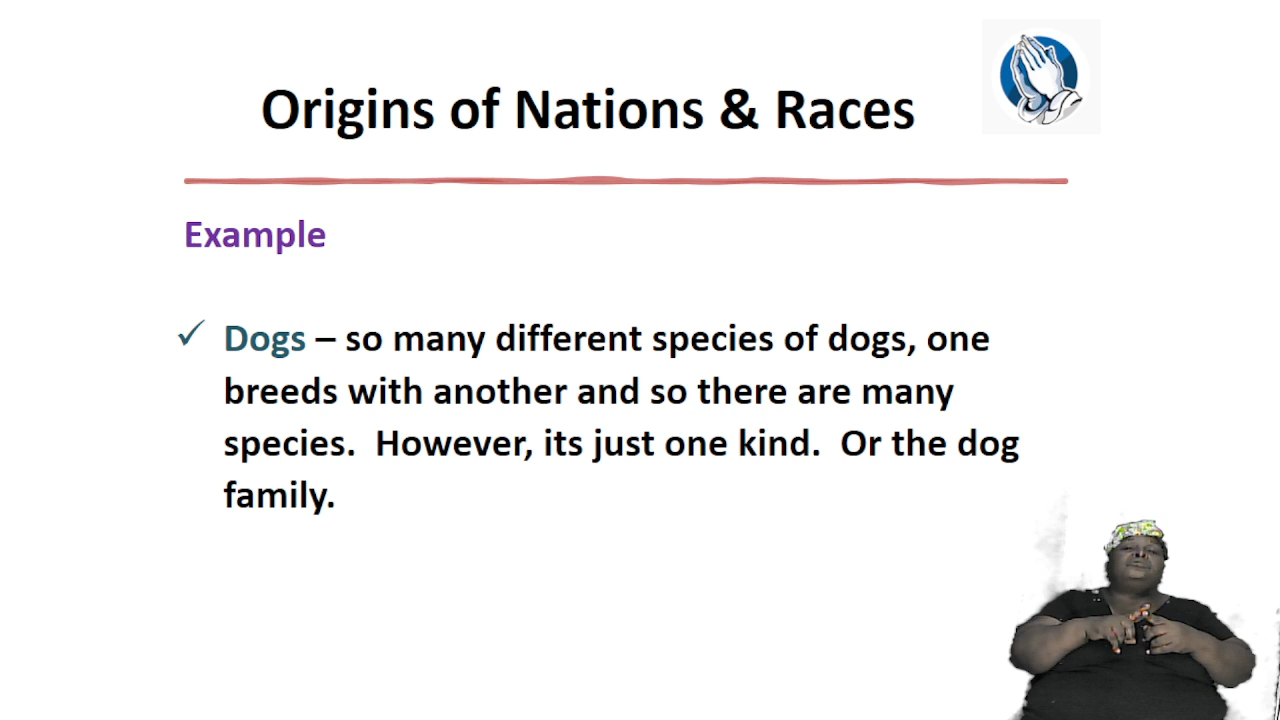 Origins of Nations & Races
Example
✓ Dogs – so many different species of dogs, one
breeds with another and so there are many
species. However, its just one kind. Or the dog
family.